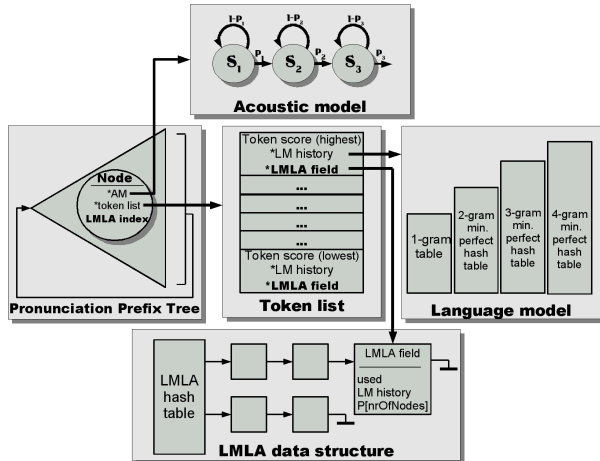 1-P₁ 1-P₂ 1-P₃
S₁ P₁ S₂ P₂ S₃ P₃
Acoustic model
Node
*AM
*token list
LMLA index
Pronunciation Prefix Tree
Token score (highest)
*LM history
*LMLA field
...
...
...
...
Token score (lowest)
*LM history
*LMLA field
Token list
1-gram
table
2-gram
min.
perfect
hash
table
3-gram
min.
perfect
hash
table
4-gram
min.
perfect
hash
table
Language model
LMLA
hash
table
LMLA field
used
LM history
P[nrOfNodes]
LMLA data structure